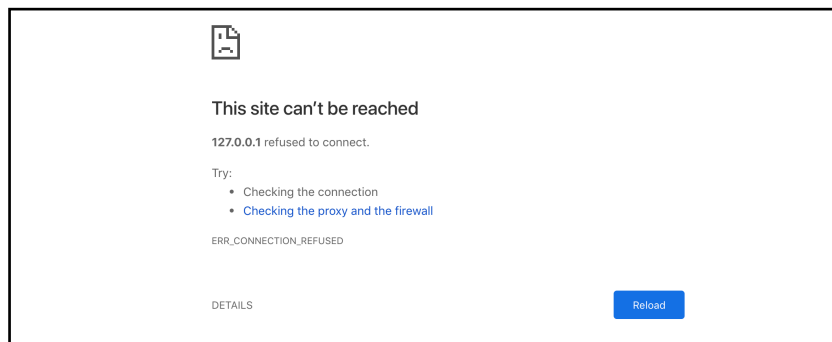 This site can’t be reached
127.0.0.1 refused to connect.
Try:
• Checking the connection
• Checking the proxy and the firewall
ERR_CONNECTION_REFUSED
DETAILS
Reload